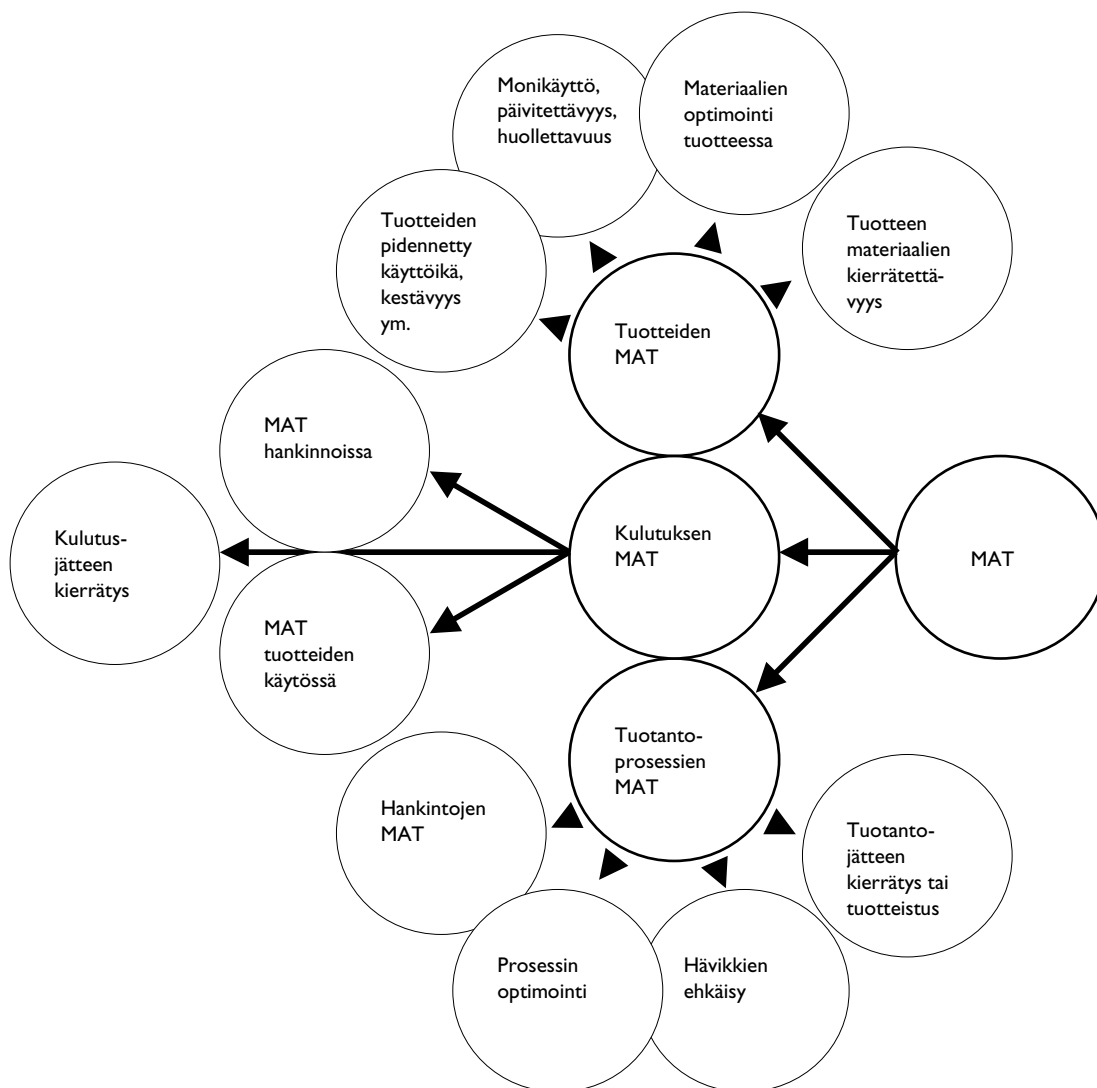 Monikäyttö,
päivitettävyys,
huollettavuus
Materiaalien
optimointi
tuotteessa
Tuotteiden
pidennetty
käyttöikä,
kestävyys
ym.
Tuotteen
materiaalien
kierrätettä-
vyys
Tuotteiden
MAT
MAT
hankinnoissa
Kulutus-
jätteen
kierrätys
Kulutuksen
MAT
MAT
MAT
tuotteiden
käytössä
Tuotanto-
prosessien
MAT
Hankintojen
MAT
Tuotanto-
jätteen
kierrätys tai
tuotteistus
Prosessin
optimointi
Hävikkien
ehkäisy